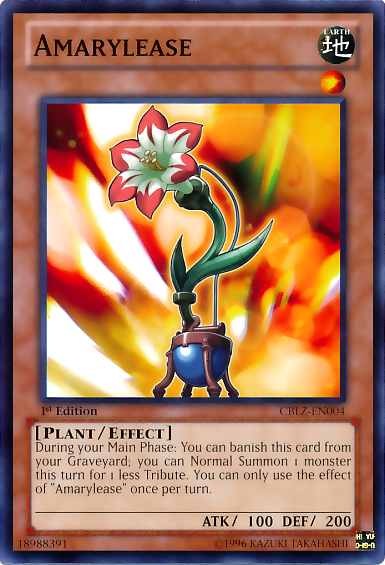 AMARYLEASE
EARTH
地
1st Edition
CBLZ-EN004
[PLANT/EFFECT]
During your Main Phase: You can banish this card from
your Graveyard; you can Normal Summon 1 monster
this turn for 1 less Tribute. You can only use the effect
of "Amarylease" once per turn.
ATK/ 100 DEF/ 200
18988391
©1996 KAZUKI TAKAHASHI